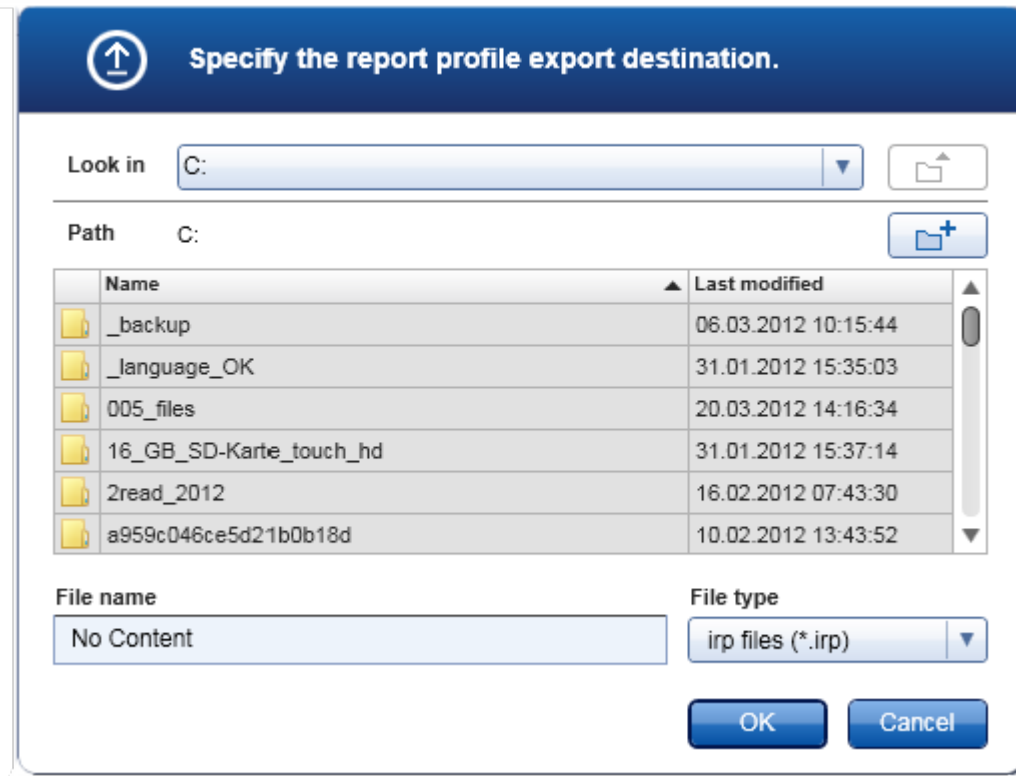 Specify the report profile export destination.
Look in C:
Path C:
Name Last modified
_backup 06.03.2012 10:15:44
_language_OK 31.01.2012 15:35:03
005_files 20.03.2012 14:16:34
16_GB_SD-Karte_touch_hd 31.01.2012 15:37:14
2read_2012 16.02.2012 07:43:30
a959c046ce5d21b0b18d 10.02.2012 13:43:52
File name File type
No Content irp files (*.irp)
OK Cancel